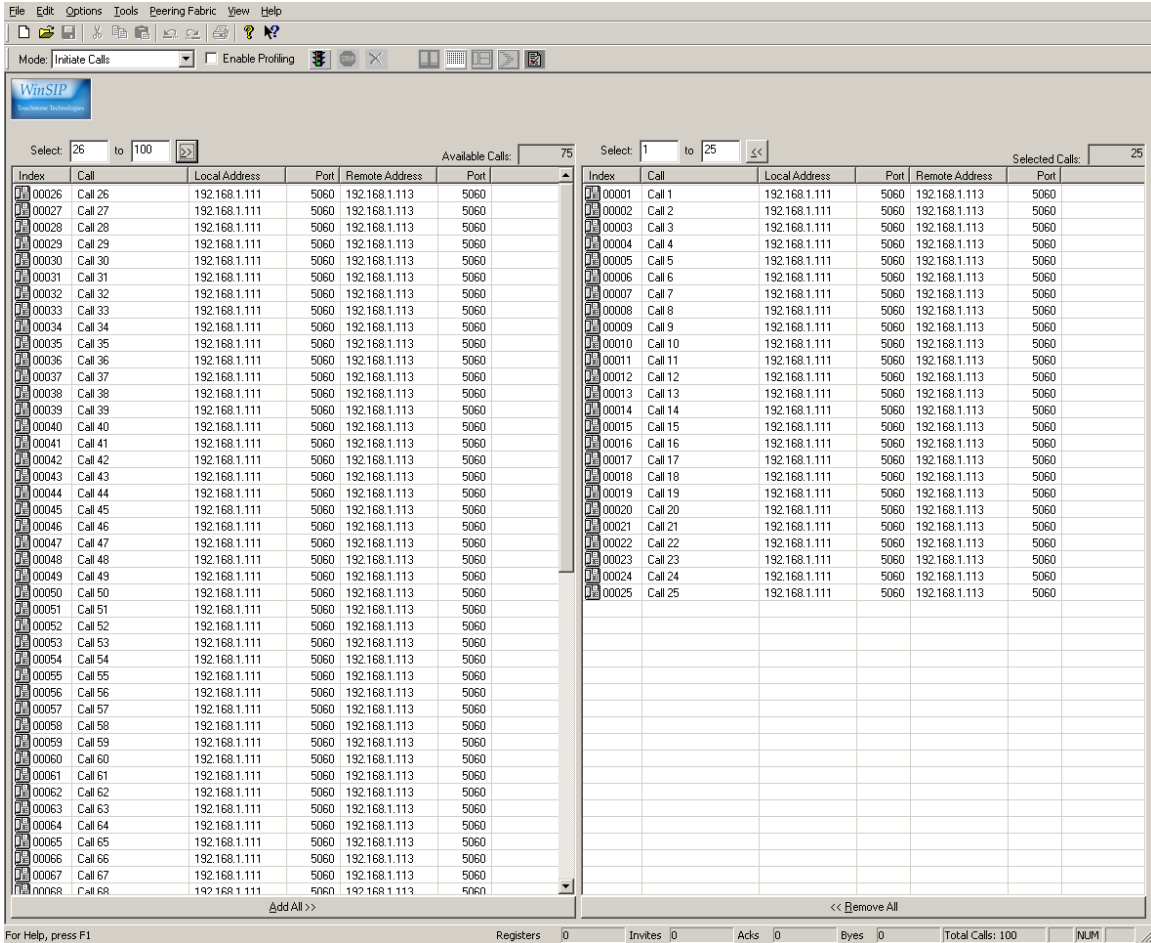 File Edit Options Tools Peering Fabric View Help
Mode: Initiate Calls Enable Profiling STOP
WinSIP
Touchstone Technologies
Select: 26 to 100 >> Available Calls: 75 Select: 1 to 25 << Selected Calls: 25
Index Call Local Address Port Remote Address Port Index Call Local Address Port Remote Address Port
00026 Call 26 192.168.1.111 5060 192.168.1.113 5060 00001 Call 1 192.168.1.111 5060 192.168.1.113 5060
00027 Call 27 192.168.1.111 5060 192.168.1.113 5060 00002 Call 2 192.168.1.111 5060 192.168.1.113 5060
00028 Call 28 192.168.1.111 5060 192.168.1.113 5060 00003 Call 3 192.168.1.111 5060 192.168.1.113 5060
00029 Call 29 192.168.1.111 5060 192.168.1.113 5060 00004 Call 4 192.168.1.111 5060 192.168.1.113 5060
00030 Call 30 192.168.1.111 5060 192.168.1.113 5060 00005 Call 5 192.168.1.111 5060 192.168.1.113 5060
00031 Call 31 192.168.1.111 5060 192.168.1.113 5060 00006 Call 6 192.168.1.111 5060 192.168.1.113 5060
00032 Call 32 192.168.1.111 5060 192.168.1.113 5060 00007 Call 7 192.168.1.111 5060 192.168.1.113 5060
00033 Call 33 192.168.1.111 5060 192.168.1.113 5060 00008 Call 8 192.168.1.111 5060 192.168.1.113 5060
00034 Call 34 192.168.1.111 5060 192.168.1.113 5060 00009 Call 9 192.168.1.111 5060 192.168.1.113 5060
00035 Call 35 192.168.1.111 5060 192.168.1.113 5060 00010 Call 10 192.168.1.111 5060 192.168.1.113 5060
00036 Call 36 192.168.1.111 5060 192.168.1.113 5060 00011 Call 11 192.168.1.111 5060 192.168.1.113 5060
00037 Call 37 192.168.1.111 5060 192.168.1.113 5060 00012 Call 12 192.168.1.111 5060 192.168.1.113 5060
00038 Call 38 192.168.1.111 5060 192.168.1.113 5060 00013 Call 13 192.168.1.111 5060 192.168.1.113 5060
00039 Call 39 192.168.1.111 5060 192.168.1.113 5060 00014 Call 14 192.168.1.111 5060 192.168.1.113 5060
00040 Call 40 192.168.1.111 5060 192.168.1.113 5060 00015 Call 15 192.168.1.111 5060 192.168.1.113 5060
00041 Call 41 192.168.1.111 5060 192.168.1.113 5060 00016 Call 16 192.168.1.111 5060 192.168.1.113 5060
00042 Call 42 192.168.1.111 5060 192.168.1.113 5060 00017 Call 17 192.168.1.111 5060 192.168.1.113 5060
00043 Call 43 192.168.1.111 5060 192.168.1.113 5060 00018 Call 18 192.168.1.111 5060 192.168.1.113 5060
00044 Call 44 192.168.1.111 5060 192.168.1.113 5060 00019 Call 19 192.168.1.111 5060 192.168.1.113 5060
00045 Call 45 192.168.1.111 5060 192.168.1.113 5060 00020 Call 20 192.168.1.111 5060 192.168.1.113 5060
00046 Call 46 192.168.1.111 5060 192.168.1.113 5060 00021 Call 21 192.168.1.111 5060 192.168.1.113 5060
00047 Call 47 192.168.1.111 5060 192.168.1.113 5060 00022 Call 22 192.168.1.111 5060 192.168.1.113 5060
00048 Call 48 192.168.1.111 5060 192.168.1.113 5060 00023 Call 23 192.168.1.111 5060 192.168.1.113 5060
00049 Call 49 192.168.1.111 5060 192.168.1.113 5060 00024 Call 24 192.168.1.111 5060 192.168.1.113 5060
00050 Call 50 192.168.1.111 5060 192.168.1.113 5060 00025 Call 25 192.168.1.111 5060 192.168.1.113 5060
00051 Call 51 192.168.1.111 5060 192.168.1.113 5060
00052 Call 52 192.168.1.111 5060 192.168.1.113 5060
00053 Call 53 192.168.1.111 5060 192.168.1.113 5060
00054 Call 54 192.168.1.111 5060 192.168.1.113 5060
00055 Call 55 192.168.1.111 5060 192.168.1.113 5060
00056 Call 56 192.168.1.111 5060 192.168.1.113 5060
00057 Call 57 192.168.1.111 5060 192.168.1.113 5060
00058 Call 58 192.168.1.111 5060 192.168.1.113 5060
00059 Call 59 192.168.1.111 5060 192.168.1.113 5060
00060 Call 60 192.168.1.111 5060 192.168.1.113 5060
00061 Call 61 192.168.1.111 5060 192.168.1.113 5060
00062 Call 62 192.168.1.111 5060 192.168.1.113 5060
00063 Call 63 192.168.1.111 5060 192.168.1.113 5060
00064 Call 64 192.168.1.111 5060 192.168.1.113 5060
00065 Call 65 192.168.1.111 5060 192.168.1.113 5060
00066 Call 66 192.168.1.111 5060 192.168.1.113 5060
00067 Call 67 192.168.1.111 5060 192.168.1.113 5060
00068 Call 68 192.168.1.111 5060 192.168.1.113 5060
Add All >> << Remove All
For Help, press F1 Registers 0 Invites 0 Acks 0 Byes 0 Total Calls: 100 NUM